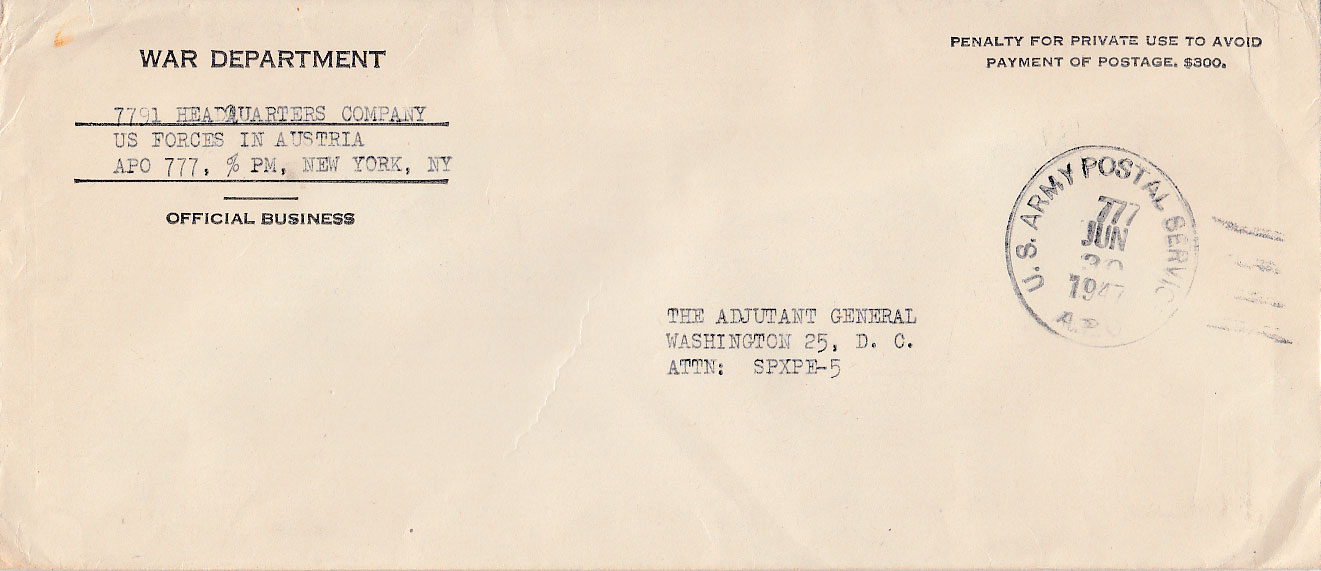 WAR DEPARTMENT
7791 HEADQUARTERS COMPANY
US FORCES IN AUSTRIA
APO 777, % PM, NEW YORK, NY
OFFICIAL BUSINESS
PENALTY FOR PRIVATE USE TO AVOID
PAYMENT OF POSTAGE. $300.
U. S. ARMY POSTAL SERVIC
777
JUN
1947
THE ADJUTANT GENERAL
WASHINGTON 25, D. C.
ATTN: SPXPE-5